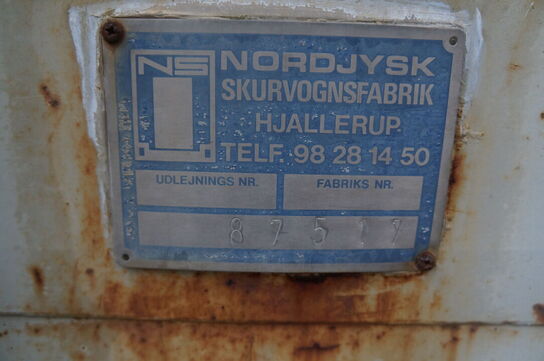 NS
NORDJYSK
SKURVOGNSFABRIK
HJALLERUP
TELF. 98 28 14 50
UDLEJNINGS NR. FABRIKS NR.
87517